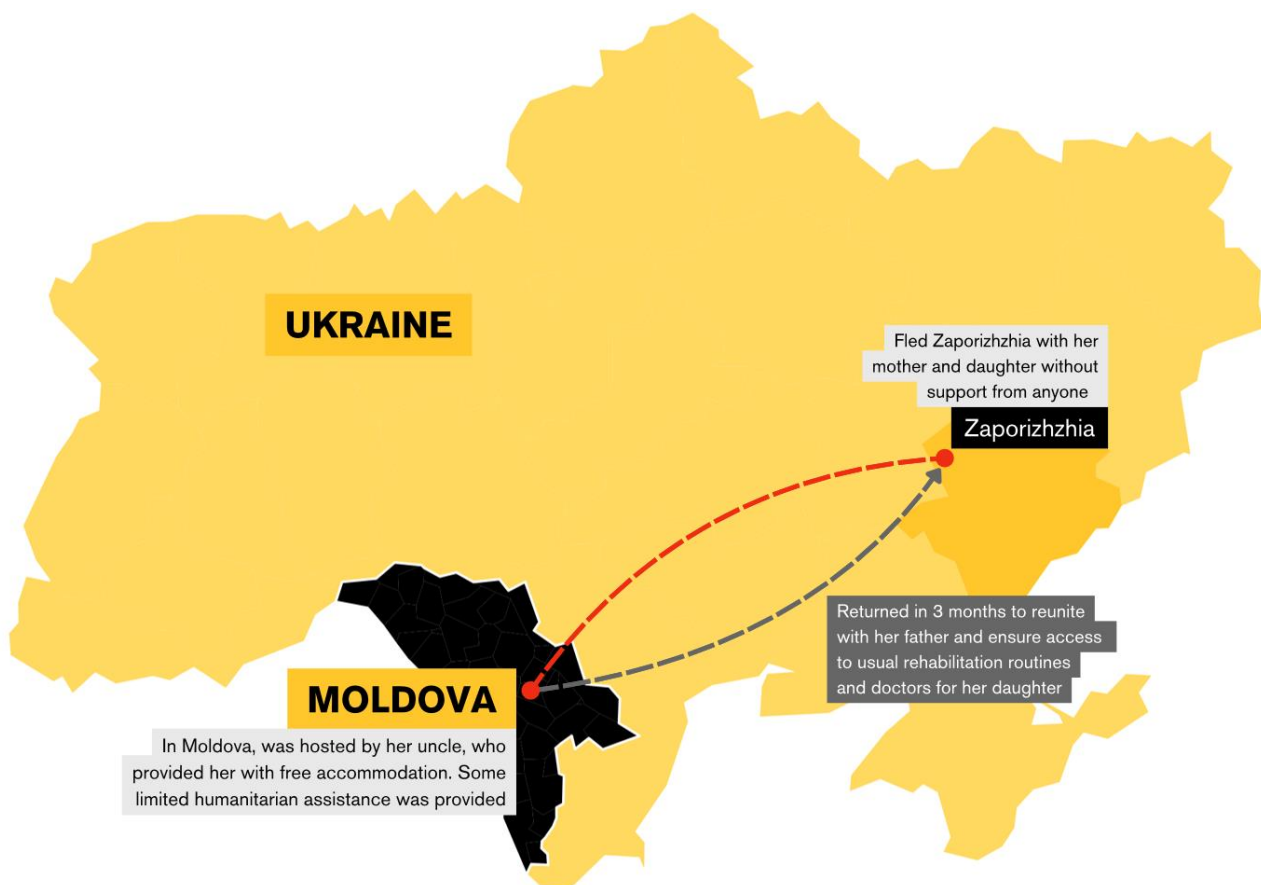 UKRAINE
Fled Zaporizhzhia with her
mother and daughter without
support from anyone
Zaporizhzhia
Returned in 3 months to reunite
with her father and ensure access
to usual rehabilitation routines
and doctors for her daughter
MOLDOVA
In Moldova, was hosted by her uncle, who
provided her with free accommodation. Some
limited humanitarian assistance was provided